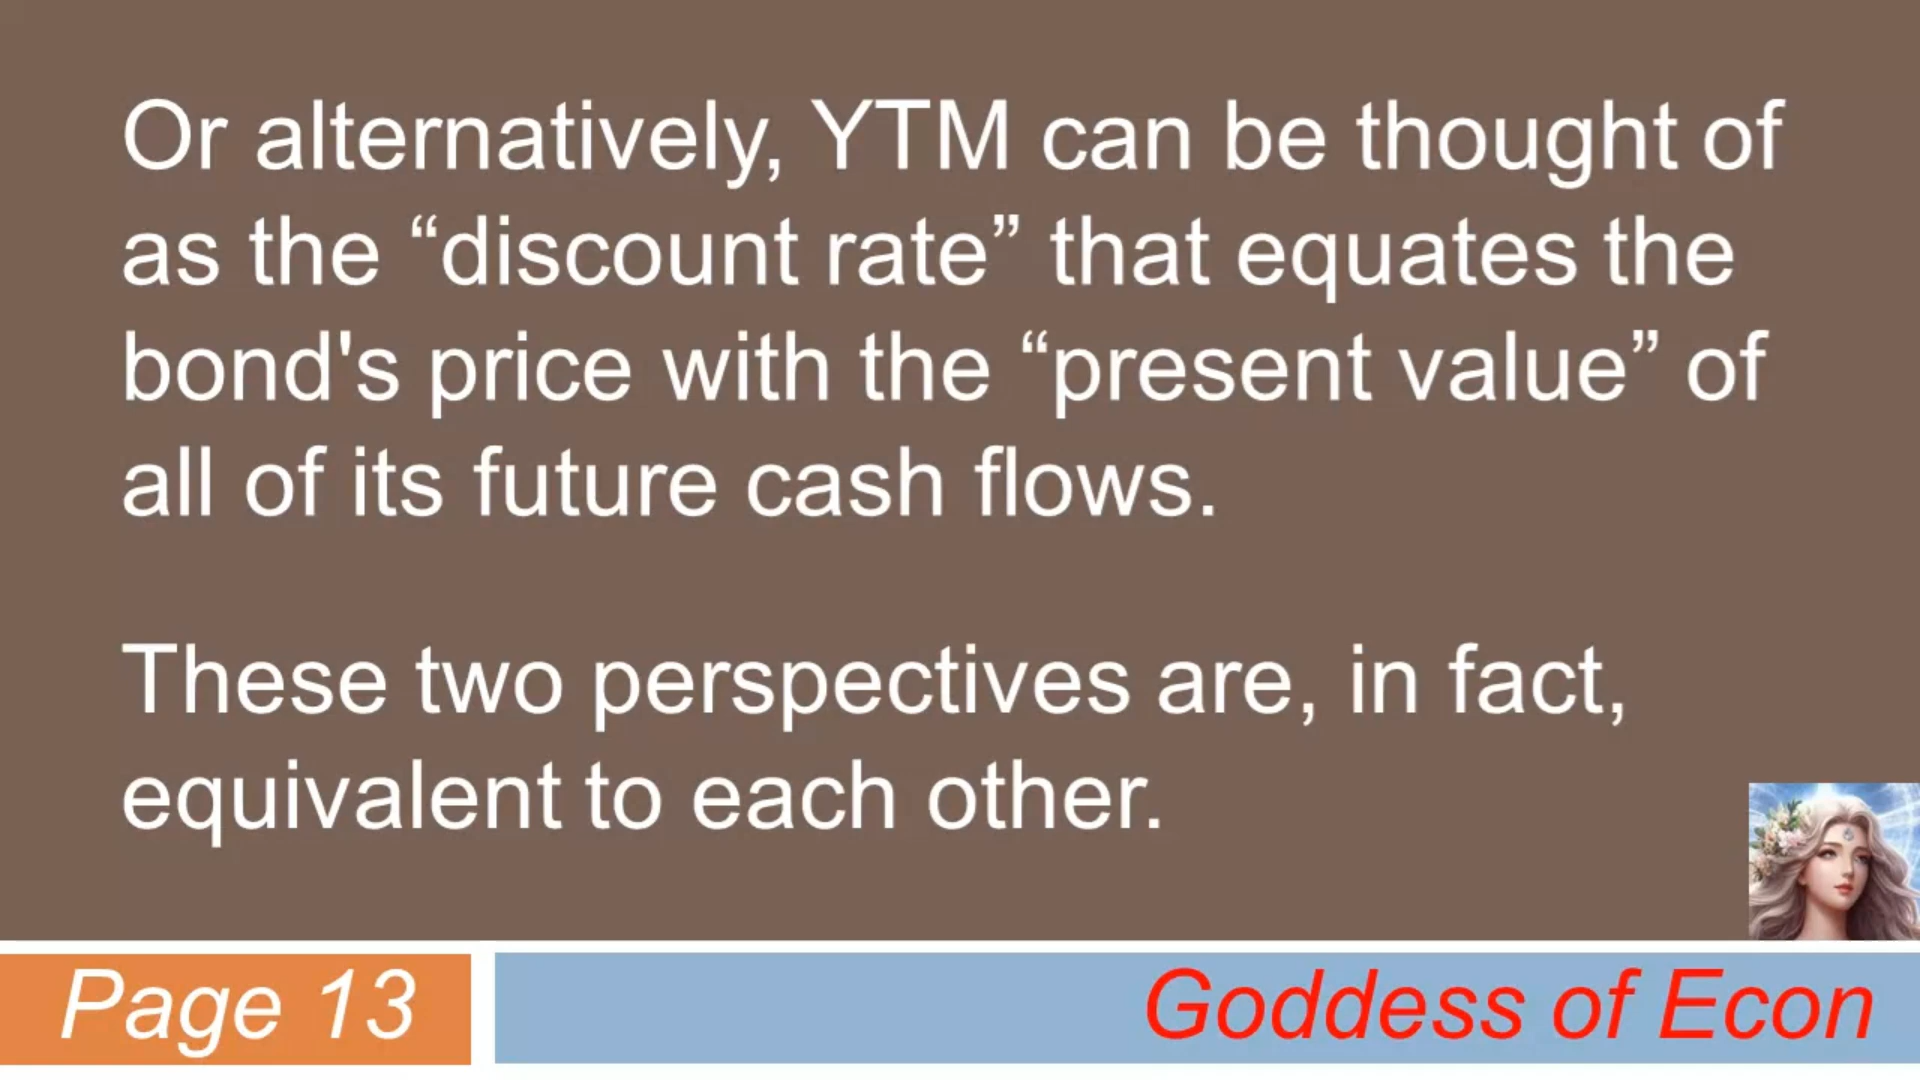 Or alternatively, YTM can be thought of
as the “discount rate” that equates the
bond's price with the “present value” of
all of its future cash flows.
These two perspectives are, in fact,
equivalent to each other.
Page 13
Goddess of Econ